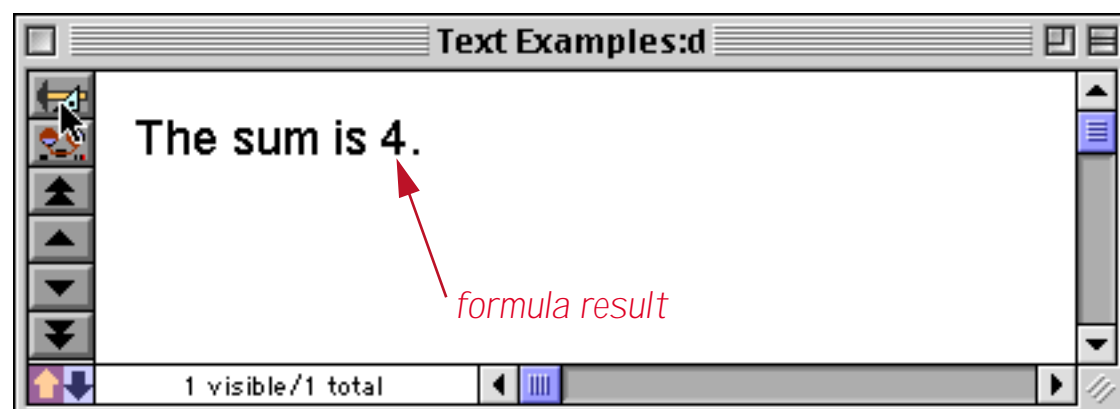 Text Examples:d
The sum is 4.
formula result
1 visible/1 total